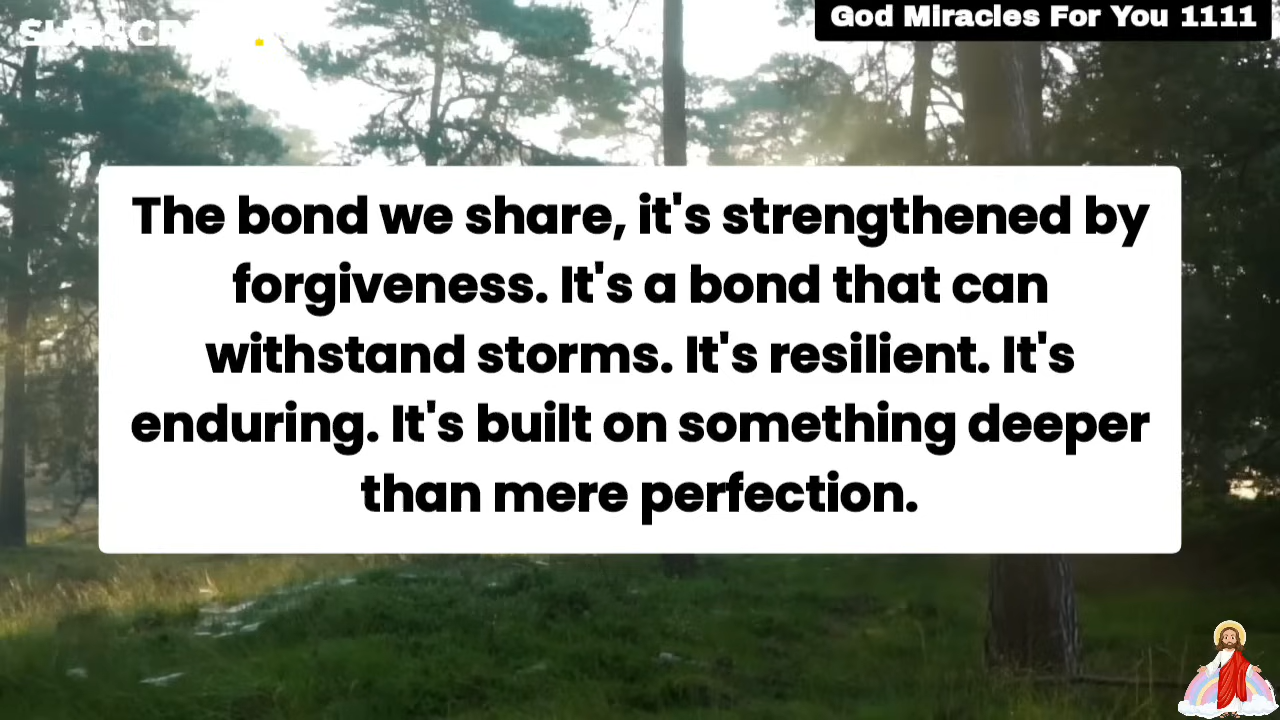 God Miracles For You 1111
The bond we share, it's strengthened by
forgiveness. It's a bond that can
withstand storms. It's resilient. It's
enduring. It's built on something deeper
than mere perfection.